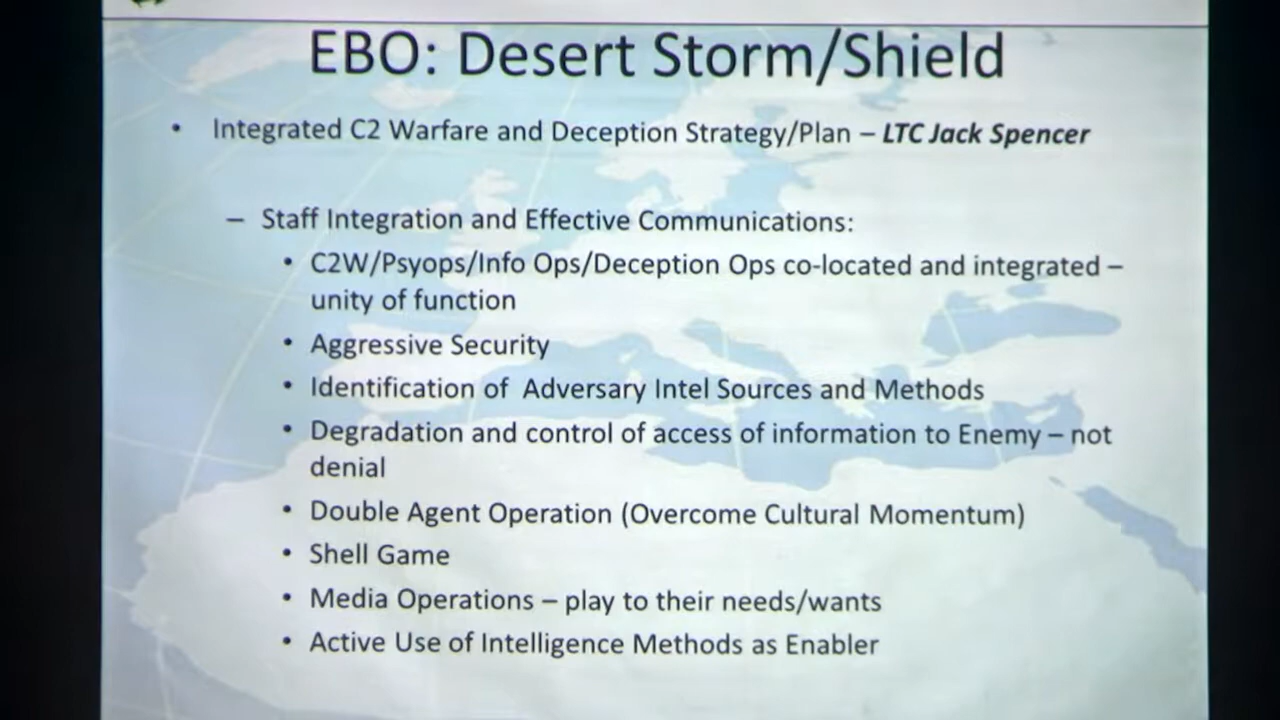 EBO: Desert Storm/Shield
• Integrated C2 Warfare and Deception Strategy/Plan – LTC Jack Spencer
– Staff Integration and Effective Communications:
• C2W/Psyops/Info Ops/Deception Ops co-located and integrated –
unity of function
• Aggressive Security
• Identification of Adversary Intel Sources and Methods
• Degradation and control of access of information to Enemy – not
denial
• Double Agent Operation (Overcome Cultural Momentum)
• Shell Game
• Media Operations – play to their needs/wants
• Active Use of Intelligence Methods as Enabler